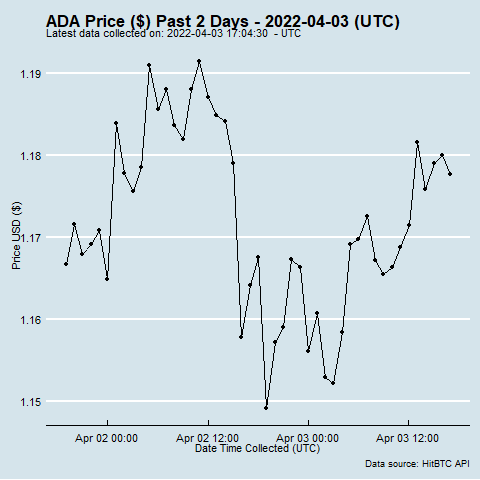 ADA Price ($) Past 2 Days - 2022-04-03 (UTC)
Latest data collected on: 2022-04-03 17:04:30 - UTC
1.19
1.18
1.17
1.16
1.15
Price USD ($)
Apr 02 00:00
Apr 02 12:00
Apr 03 00:00
Apr 03 12:00
Date Time Collected (UTC)
Data source: HitBTC API